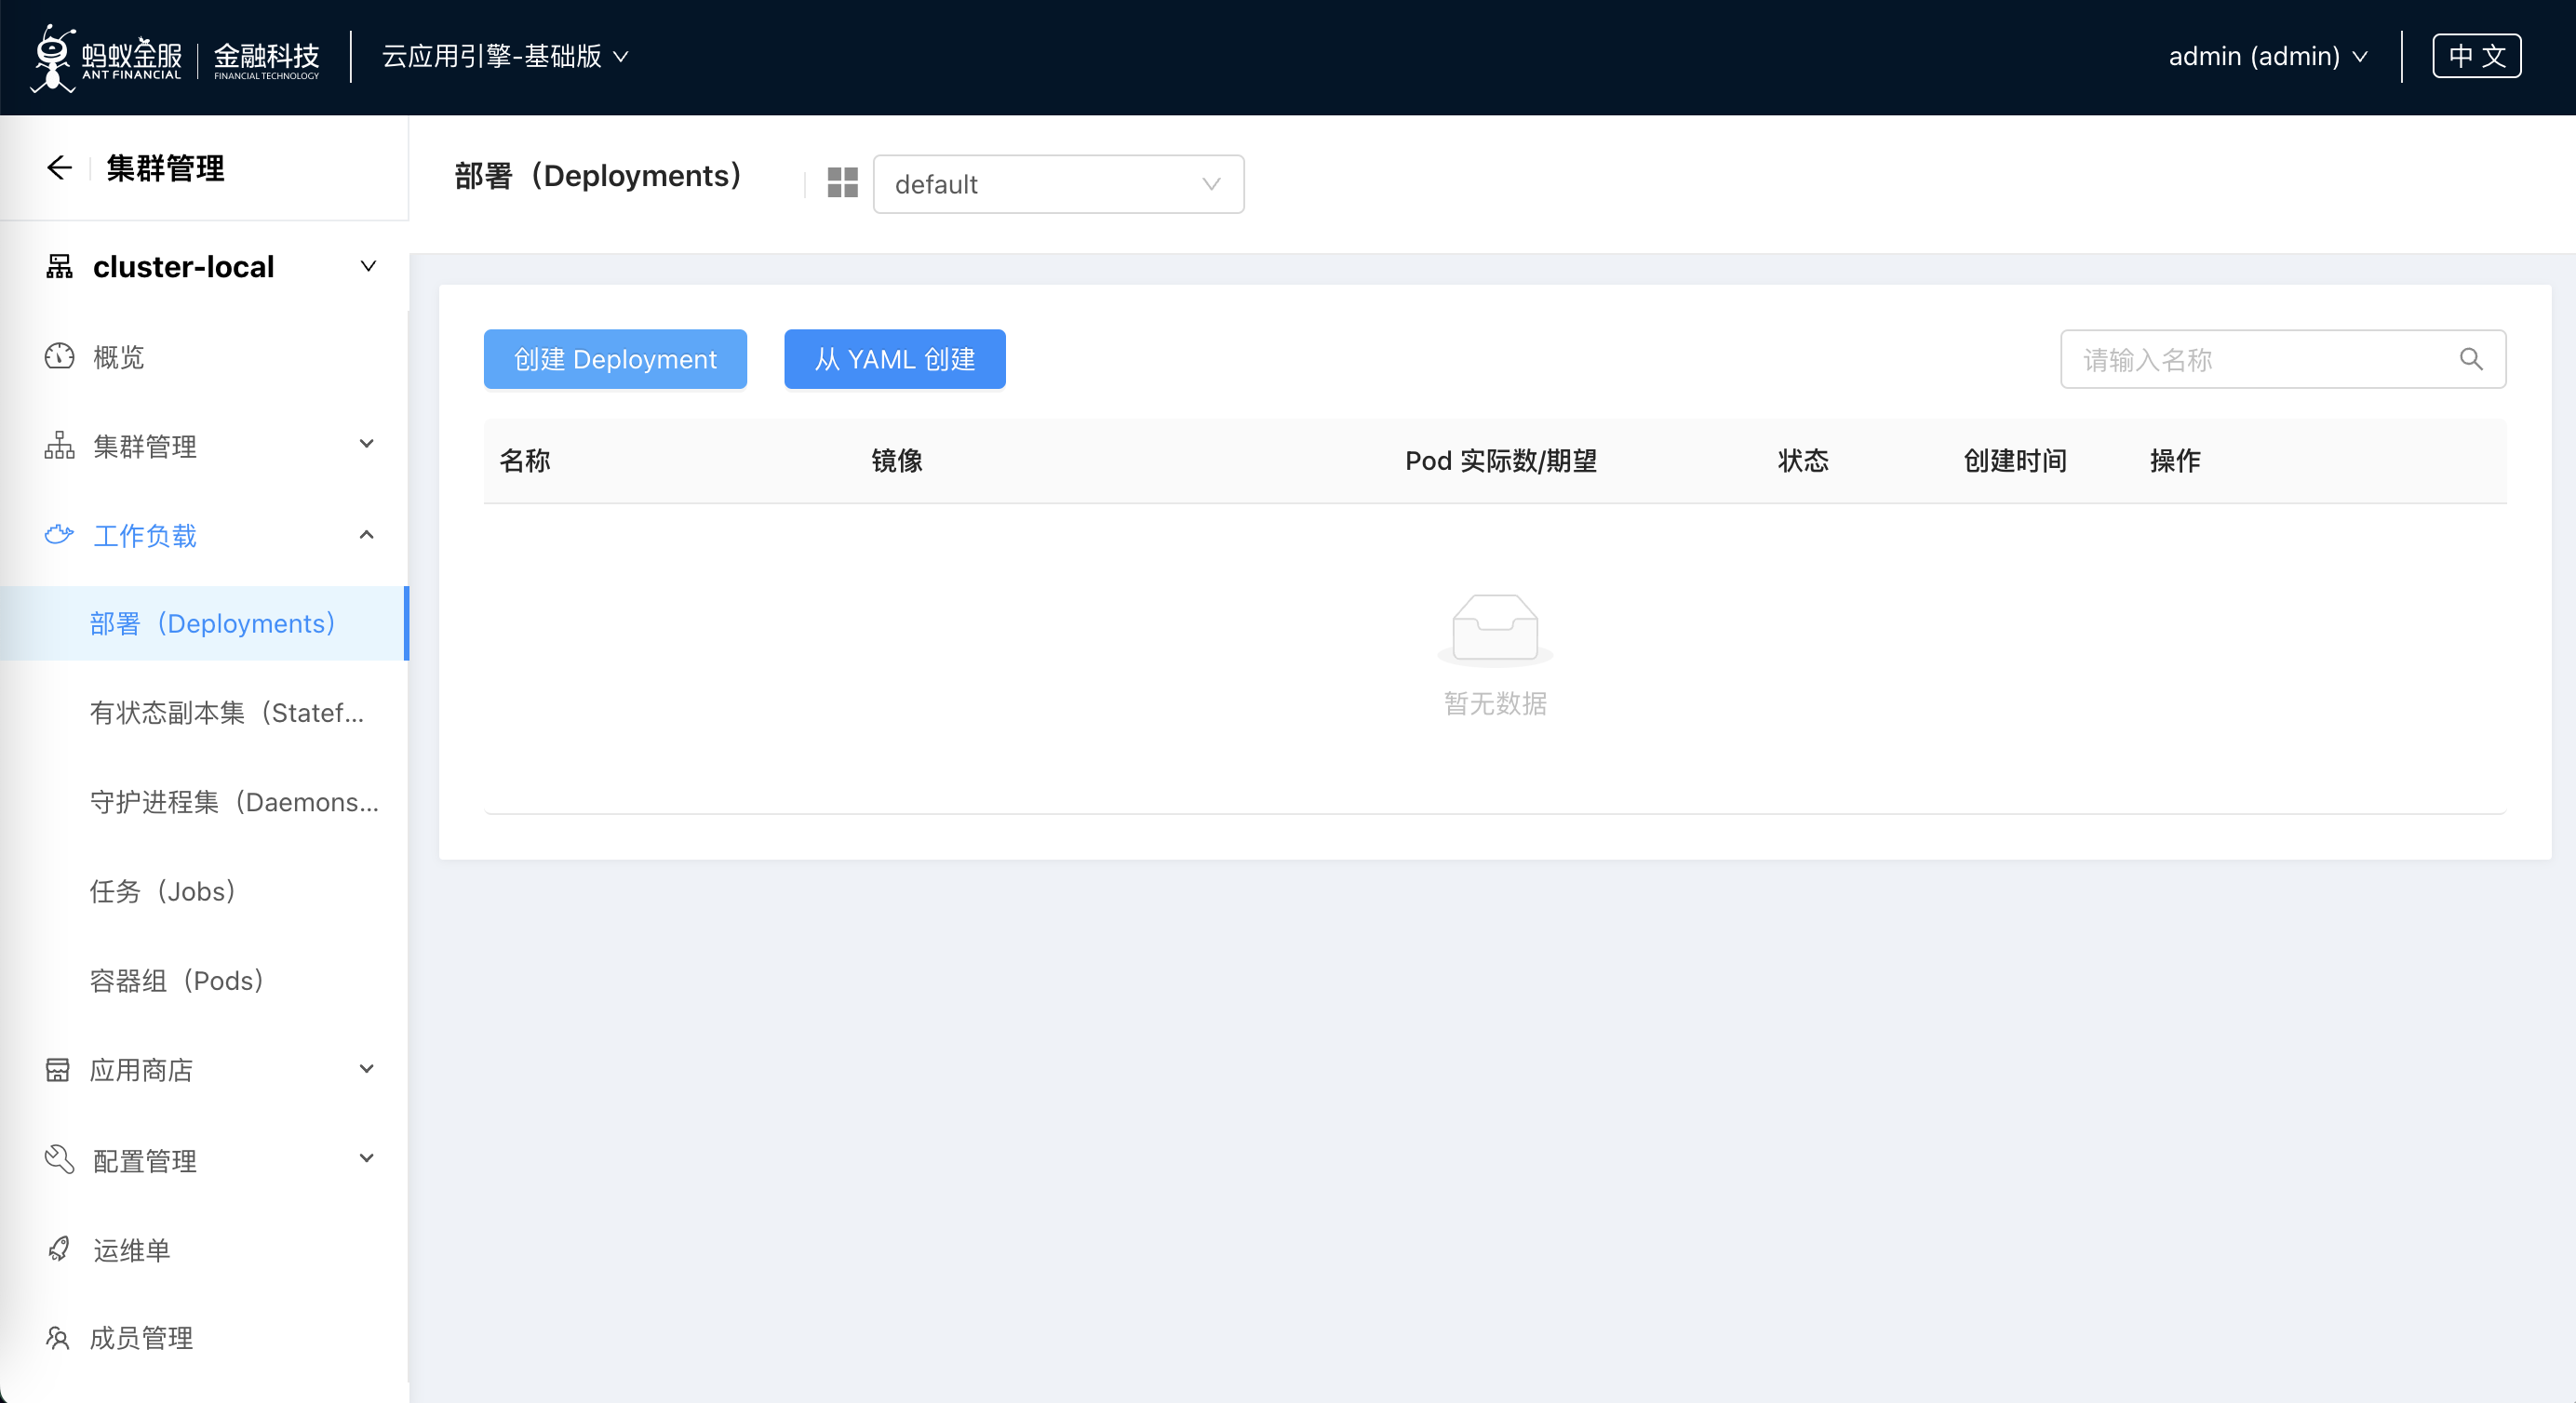 蚂蚁金服 金融科技 云应用引擎-基础版 admin (admin) 中 文
ANT FINANCIAL FINANCIAL TECHNOLOGY
集群管理
部署（Deployments） default
cluster-local
概览
集群管理
工作负载
部署（Deployments）
有状态副本集（Statef...
守护进程集（Daemons...
任务（Jobs）
容器组（Pods）
应用商店
配置管理
运维单
成员管理
创建 Deployment 从 YAML 创建 请输入名称
名称 镜像 Pod 实际数/期望 状态 创建时间 操作
暂无数据